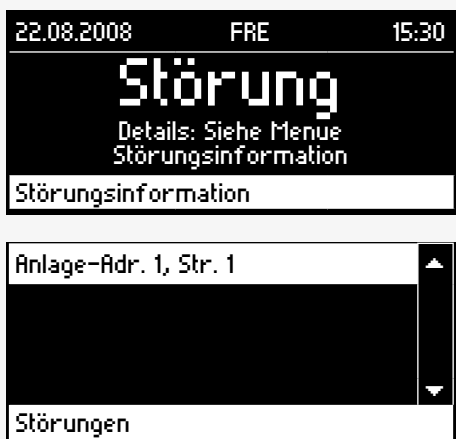 22.08.2008 FRE 15:30
Störung
Details: Siehe Menue
Störungsinformation
Störungsinformation
Anlage-Adr. 1, Str. 1
Störungen